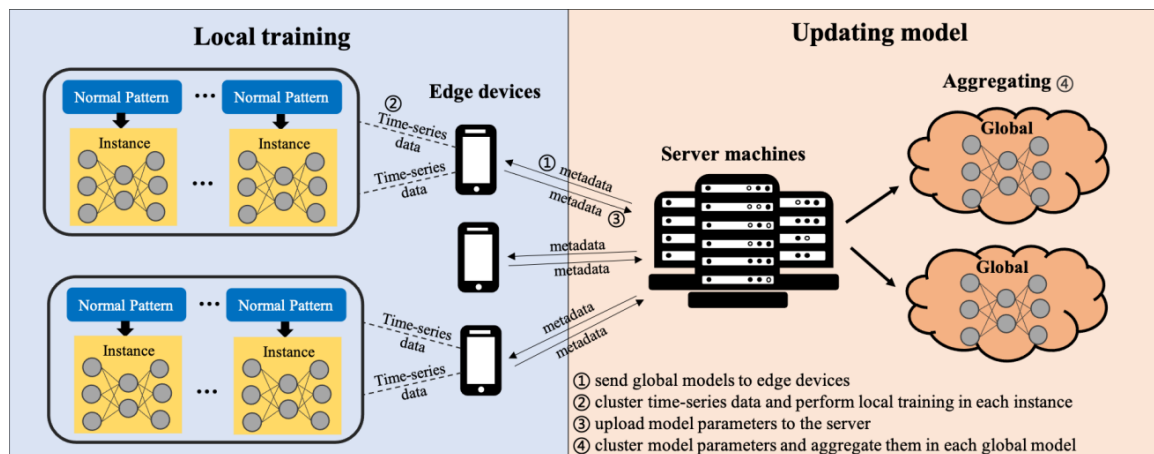 Local training
Updating model
Normal Pattern ... Normal Pattern
Instance
Instance
...
Edge devices
②
Time-series
data
Time-series
data
① metadata
metadata ③
Server machines
Aggregating ④
Global
metadata
metadata
Global
Normal Pattern ... Normal Pattern
Instance
Instance
...
Time-series
data
Time-series
data
metadata
metadata
① send global models to edge devices
② cluster time-series data and perform local training in each instance
③ upload model parameters to the server
④ cluster model parameters and aggregate them in each global model